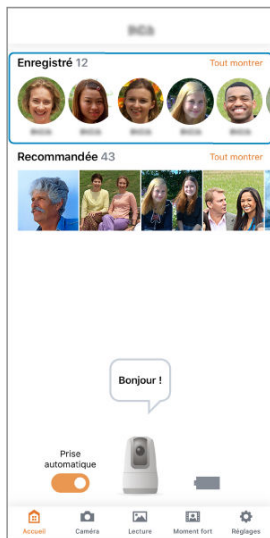 Enregistré 12 Tout montrer
Recommandée 43 Tout montrer
Bonjour !
Prise
automatique
Accueil Caméra Lecture Moment fort Réglages